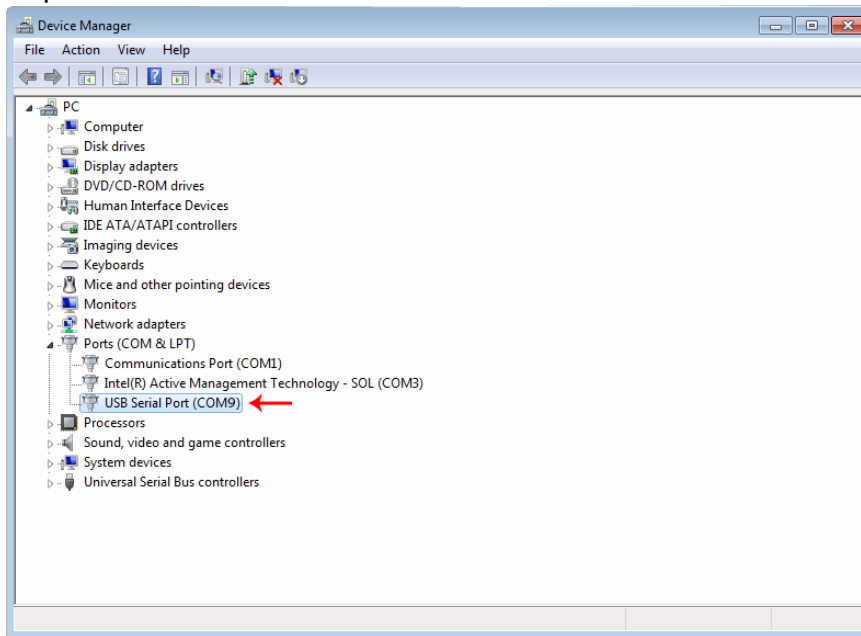 Device Manager
File Action View Help
PC
Computer
Disk drives
Display adapters
DVD/CD-ROM drives
Human Interface Devices
IDE ATA/ATAPI controllers
Imaging devices
Keyboards
Mice and other pointing devices
Monitors
Network adapters
Ports (COM & LPT)
Communications Port (COM1)
Intel(R) Active Management Technology - SOL (COM3)
USB Serial Port (COM9)
Processors
Sound, video and game controllers
System devices
Universal Serial Bus controllers